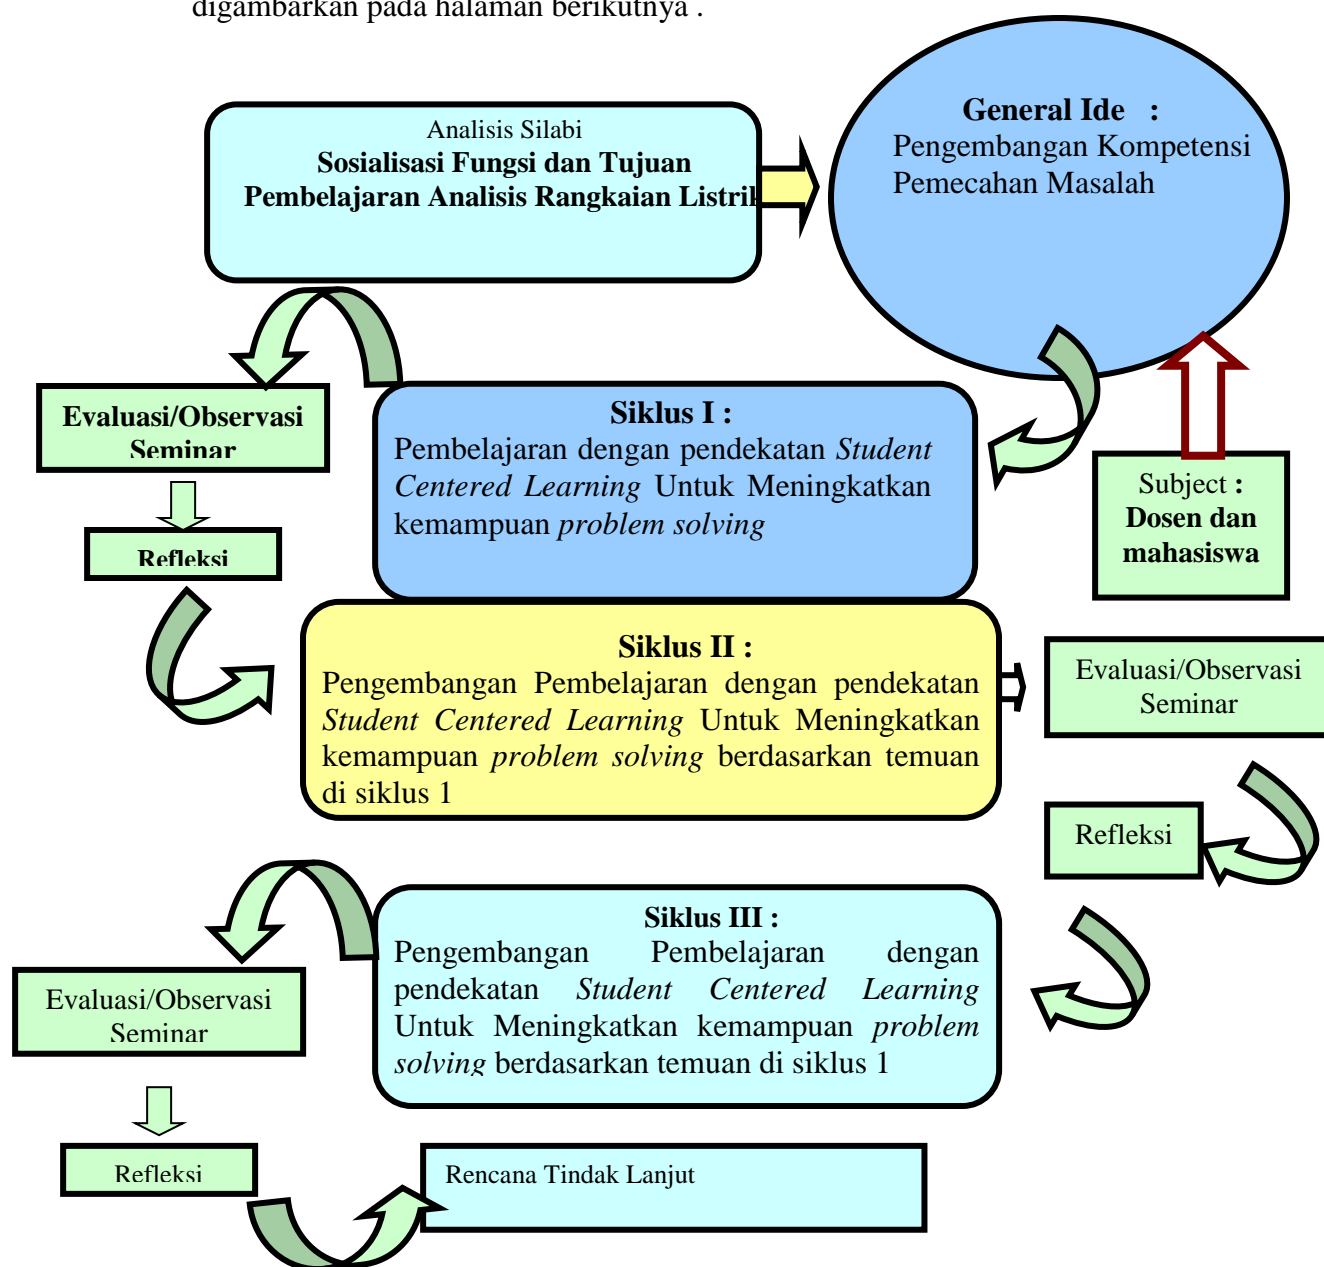 digambarkan pada halaman berikutnya .
Analisis Silabi
Sosialisasi Fungsi dan Tujuan
Pembelajaran Analisis Rangkaian Listrik
General Ide :
Pengembangan Kompetensi
Pemecahan Masalah
Evaluasi/Observasi
Seminar
Refleksi
Siklus I :
Pembelajaran dengan pendekatan Student
Centered Learning Untuk Meningkatkan
kemampuan problem solving
Subject :
Dosen dan
mahasiswa
Siklus II :
Pengembangan Pembelajaran dengan pendekatan
Student Centered Learning Untuk Meningkatkan
kemampuan problem solving berdasarkan temuan
di siklus 1
Evaluasi/Observasi
Seminar
Refleksi
Siklus III :
Pengembangan Pembelajaran dengan
pendekatan Student Centered Learning
Untuk Meningkatkan kemampuan problem
solving berdasarkan temuan di siklus 1
Evaluasi/Observasi
Seminar
Refleksi
Rencana Tindak Lanjut